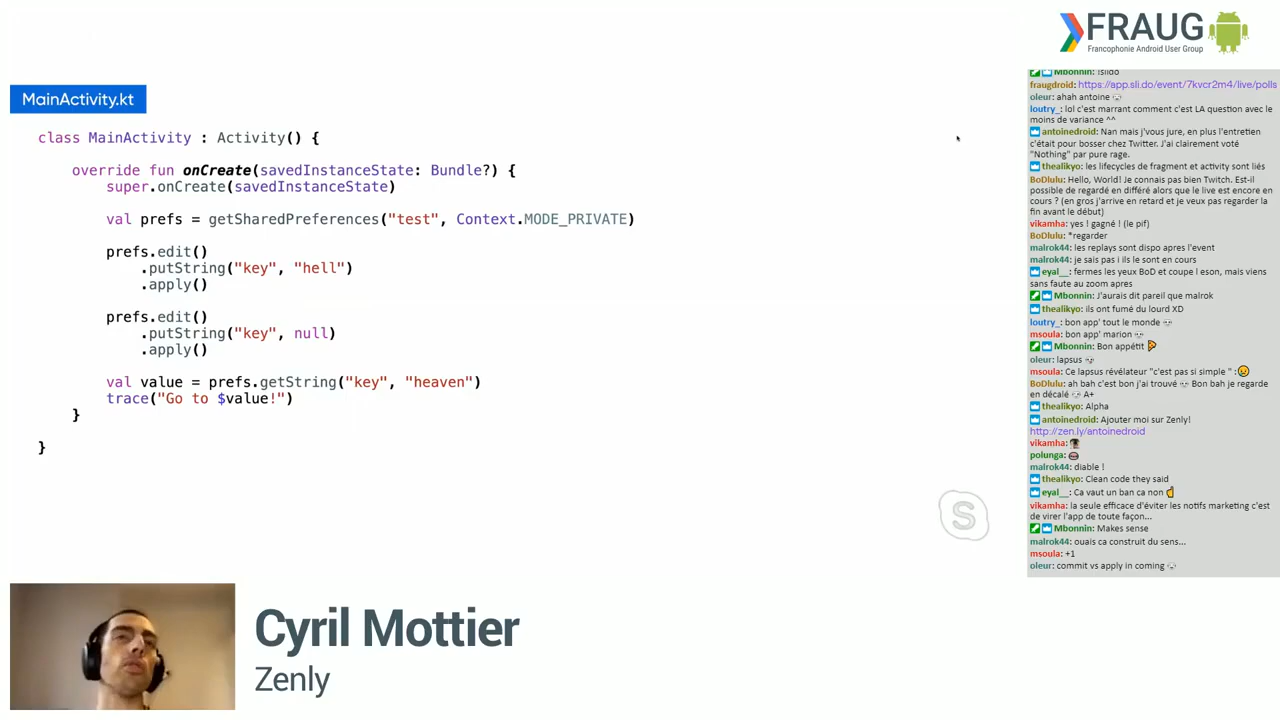 FRAUG
Francophonie Android User Group
MainActivity.kt
class MainActivity : Activity() {
override fun onCreate(savedInstanceState: Bundle?) {
super.onCreate(savedInstanceState)
val prefs = getSharedPreferences("test", Context.MODE_PRIVATE)
prefs.edit()
.putString("key", "hell")
.apply()
prefs.edit()
.putString("key", null)
.apply()
val value = prefs.getString("key", "heaven")
trace("Go to $value!")
}
}
Mbonnin: !slido
fraugdroid: https://app.sli.do/event/7kvcr2m4/live/polls
oleur: ahah antoine
loutry_: lol c'est marrant comment c'est LA question avec le
moins de variance ^^
antoinedroid: Nan mais j'vous jure, en plus l'entretien
c'était pour bosser chez Twitter. J'ai clairement voté
"Nothing" par pure rage.
thealikyo: les lifecycles de fragment et activity sont liés
BoDlulu: Hello, World! Je connais pas bien Twitch. Est-il
possible de regardé en différé alors que le live est encore en
cours ? (en gros j'arrive en retard et je veux pas regarder la
fin avant le début)
vikamha: yes ! gagné ! (le pif)
BoDlulu: *regarder
malrok44: les replays sont dispo apres l'event
malrok44: je sais pas i ils le sont en cours
eyal__: fermes les yeux BoD et coupe l eson, mais viens
sans faute au zoom apres
Mbonnin: J'aurais dit pareil que malrok
thealikyo: ils ont fumé du lourd XD
loutry_: bon app' tout le monde
msoula: bon app' marion
Mbonnin: Bon appétit
oleur: lapsus
msoula: Ce lapsus révélateur "c'est pas si simple " :
BoDlulu: ah bah c'est bon j'ai trouvé Bon bah je regarde
en décalé A+
thealikyo: Alpha
antoinedroid: Ajouter moi sur Zenly!
http://zen.ly/antoinedroid
vikamha:
polunga:
malrok44: diable !
thealikyo: Clean code they said
eyal__: Ca vaut un ban ca non
vikamha: la seule efficace d'éviter les notifs marketing c'est
de virer l'app de toute façon...
Mbonnin: Makes sense
malrok44: ouais ca construit du sens...
msoula: +1
oleur: commit vs apply in coming
S
Cyril Mottier
Zenly